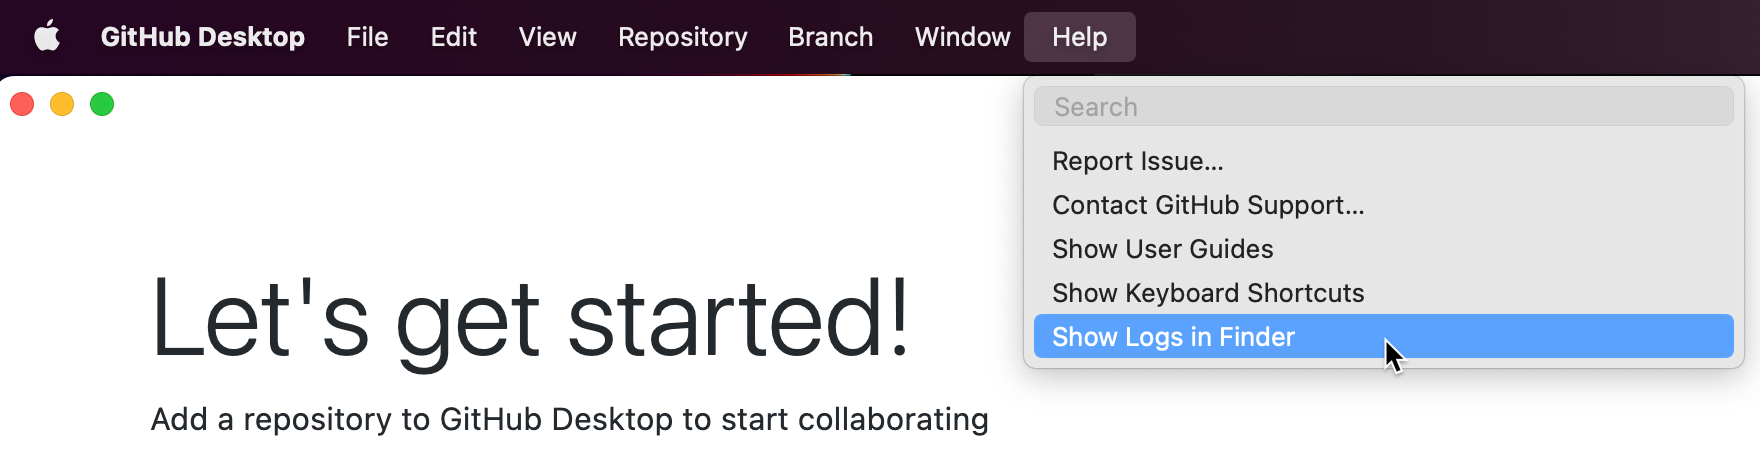 GitHub Desktop File Edit View Repository Branch Window Help
Search
Report Issue...
Contact GitHub Support...
Show User Guides
Show Keyboard Shortcuts
Show Logs in Finder
Let's get started!
Add a repository to GitHub Desktop to start collaborating